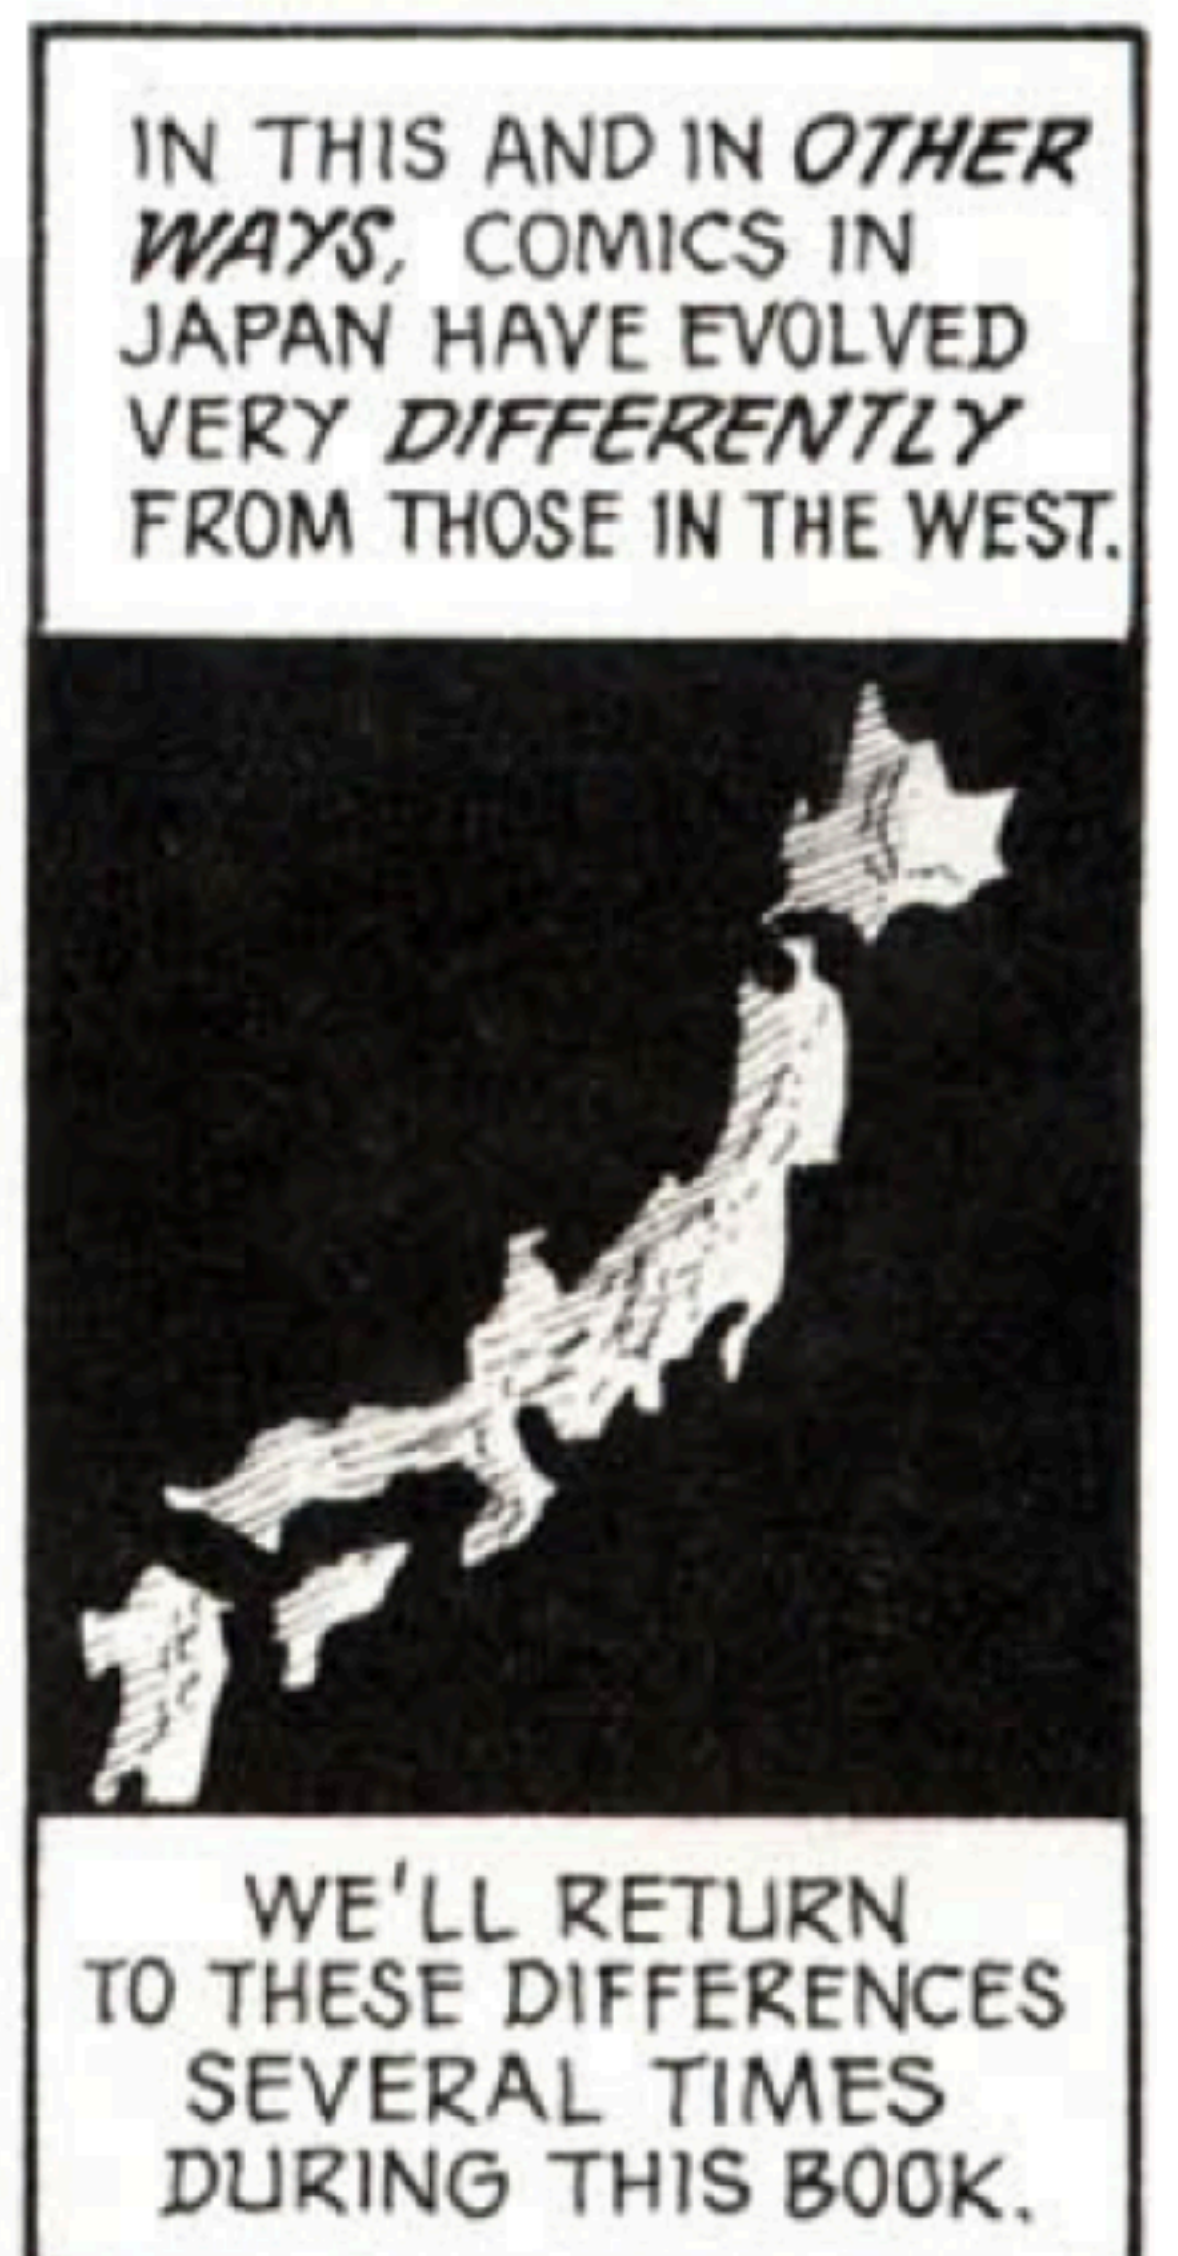 IN THIS AND IN OTHER
WAYS, COMICS IN
JAPAN HAVE EVOLVED
VERY DIFFERENTLY
FROM THOSE IN THE WEST.
WE'LL RETURN
TO THESE DIFFERENCES
SEVERAL TIMES
DURING THIS BOOK.